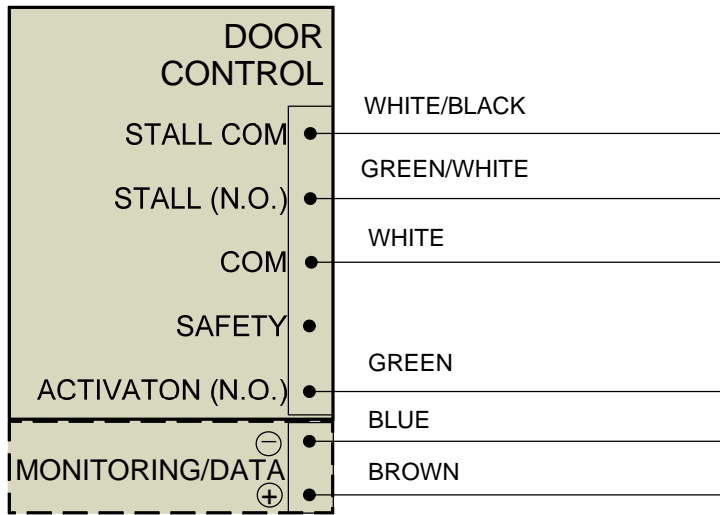 DOOR
CONTROL
WHITE/BLACK
STALL COM
GREEN/WHITE
STALL (N.O.)
WHITE
COM
SAFETY
GREEN
ACTIVATON (N.O.)
BLUE
−
MONITORING/DATA
BROWN
+